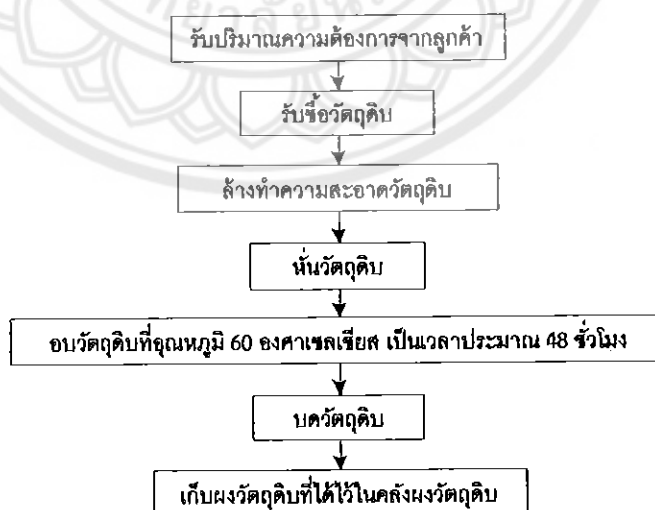 รับปริมาณความต้องการจากลูกค้า
รับซื้อวัตถุดิบ
ล้างทำความสะอาดวัตถุดิบ
หั่นวัตถุดิบ
อบวัตถุดิบที่อุณหภูมิ 60 องศาเซลเซียส เป็นเวลาประมาณ 48 ชั่วโมง
บดวัตถุดิบ
เก็บผงวัตถุดิบที่ได้ไว้ในคลังผงวัตถุดิบ